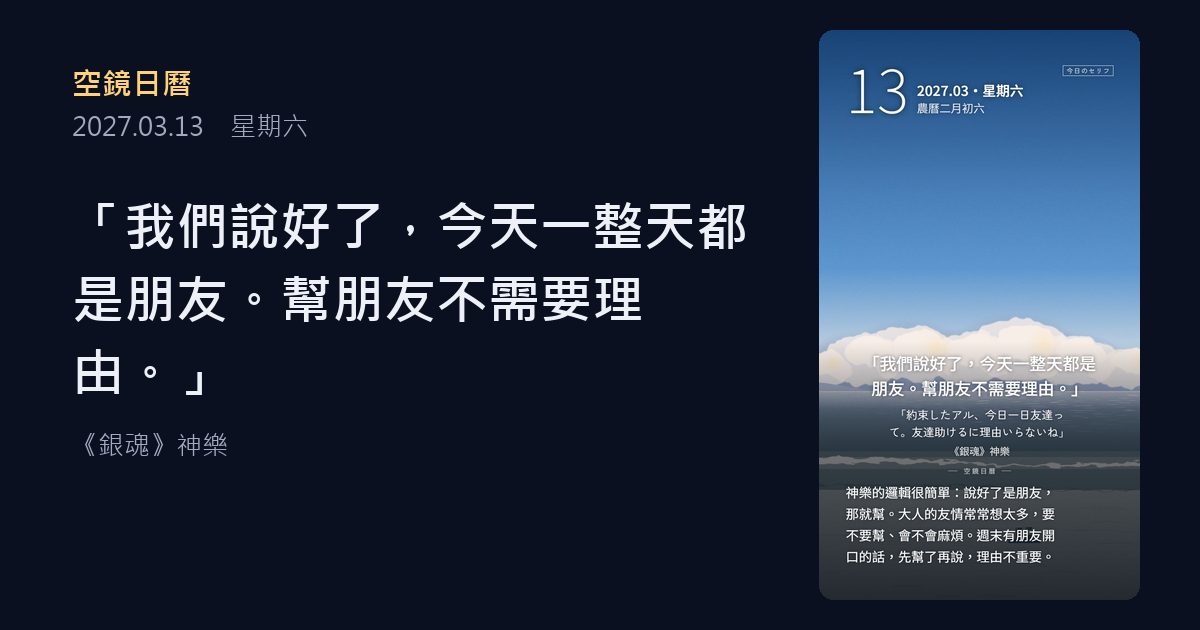 空鏡日曆
2027.03.13 星期六
「我們說好了，今天一整天都
是朋友。幫朋友不需要理
由。」
《銀魂》神樂
今日のセリフ
13
2027.03・星期六
農曆二月初六
「我們說好了，今天一整天都是
朋友。幫朋友不需要理由。」
「約束したアル、今日一日友達っ
て。友達助けるに理由いらないね」
《銀魂》神樂
— 空鏡日曆 —
神樂的邏輯很簡單：說好了是朋友，
那就幫。大人的友情常常想太多，要
不要幫、會不會麻煩。週末有朋友開
口的話，先幫了再說，理由不重要。